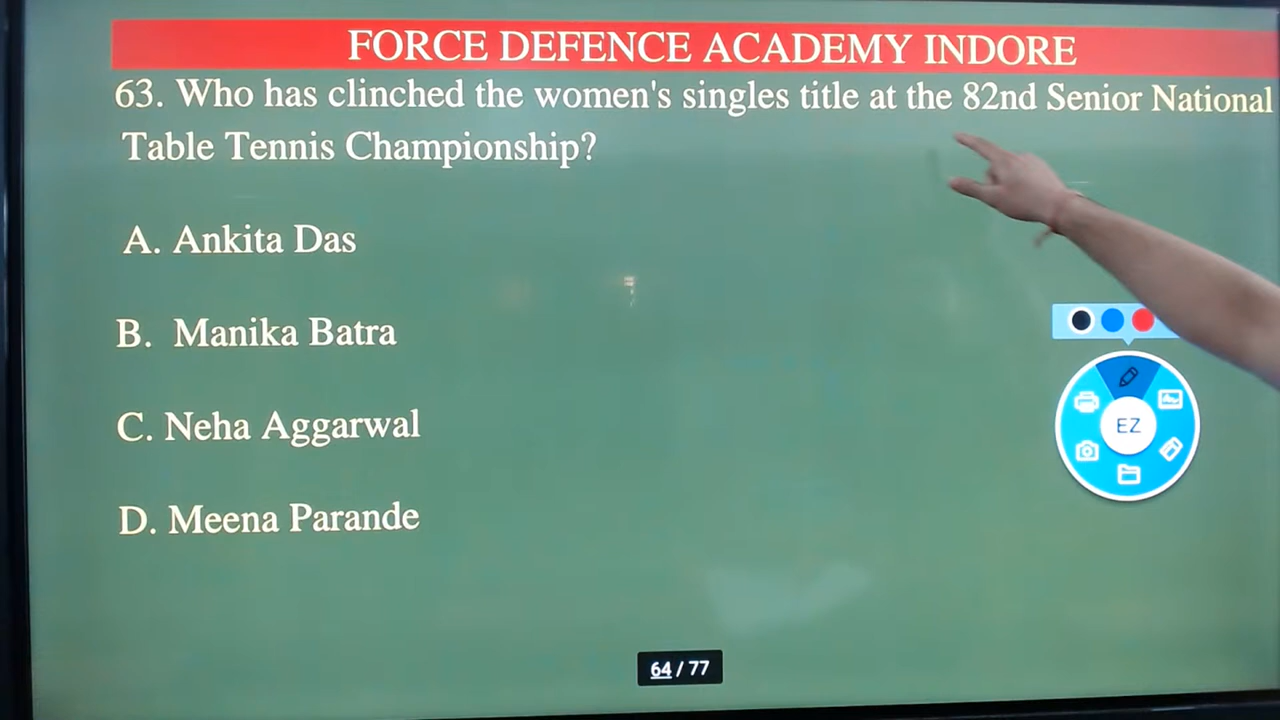 FORCE DEFENCE ACADEMY INDORE
63. Who has clinched the women's singles title at the 82nd Senior National
Table Tennis Championship?
A. Ankita Das
B. Manika Batra
C. Neha Aggarwal
D. Meena Parande
EZ
64 / 77